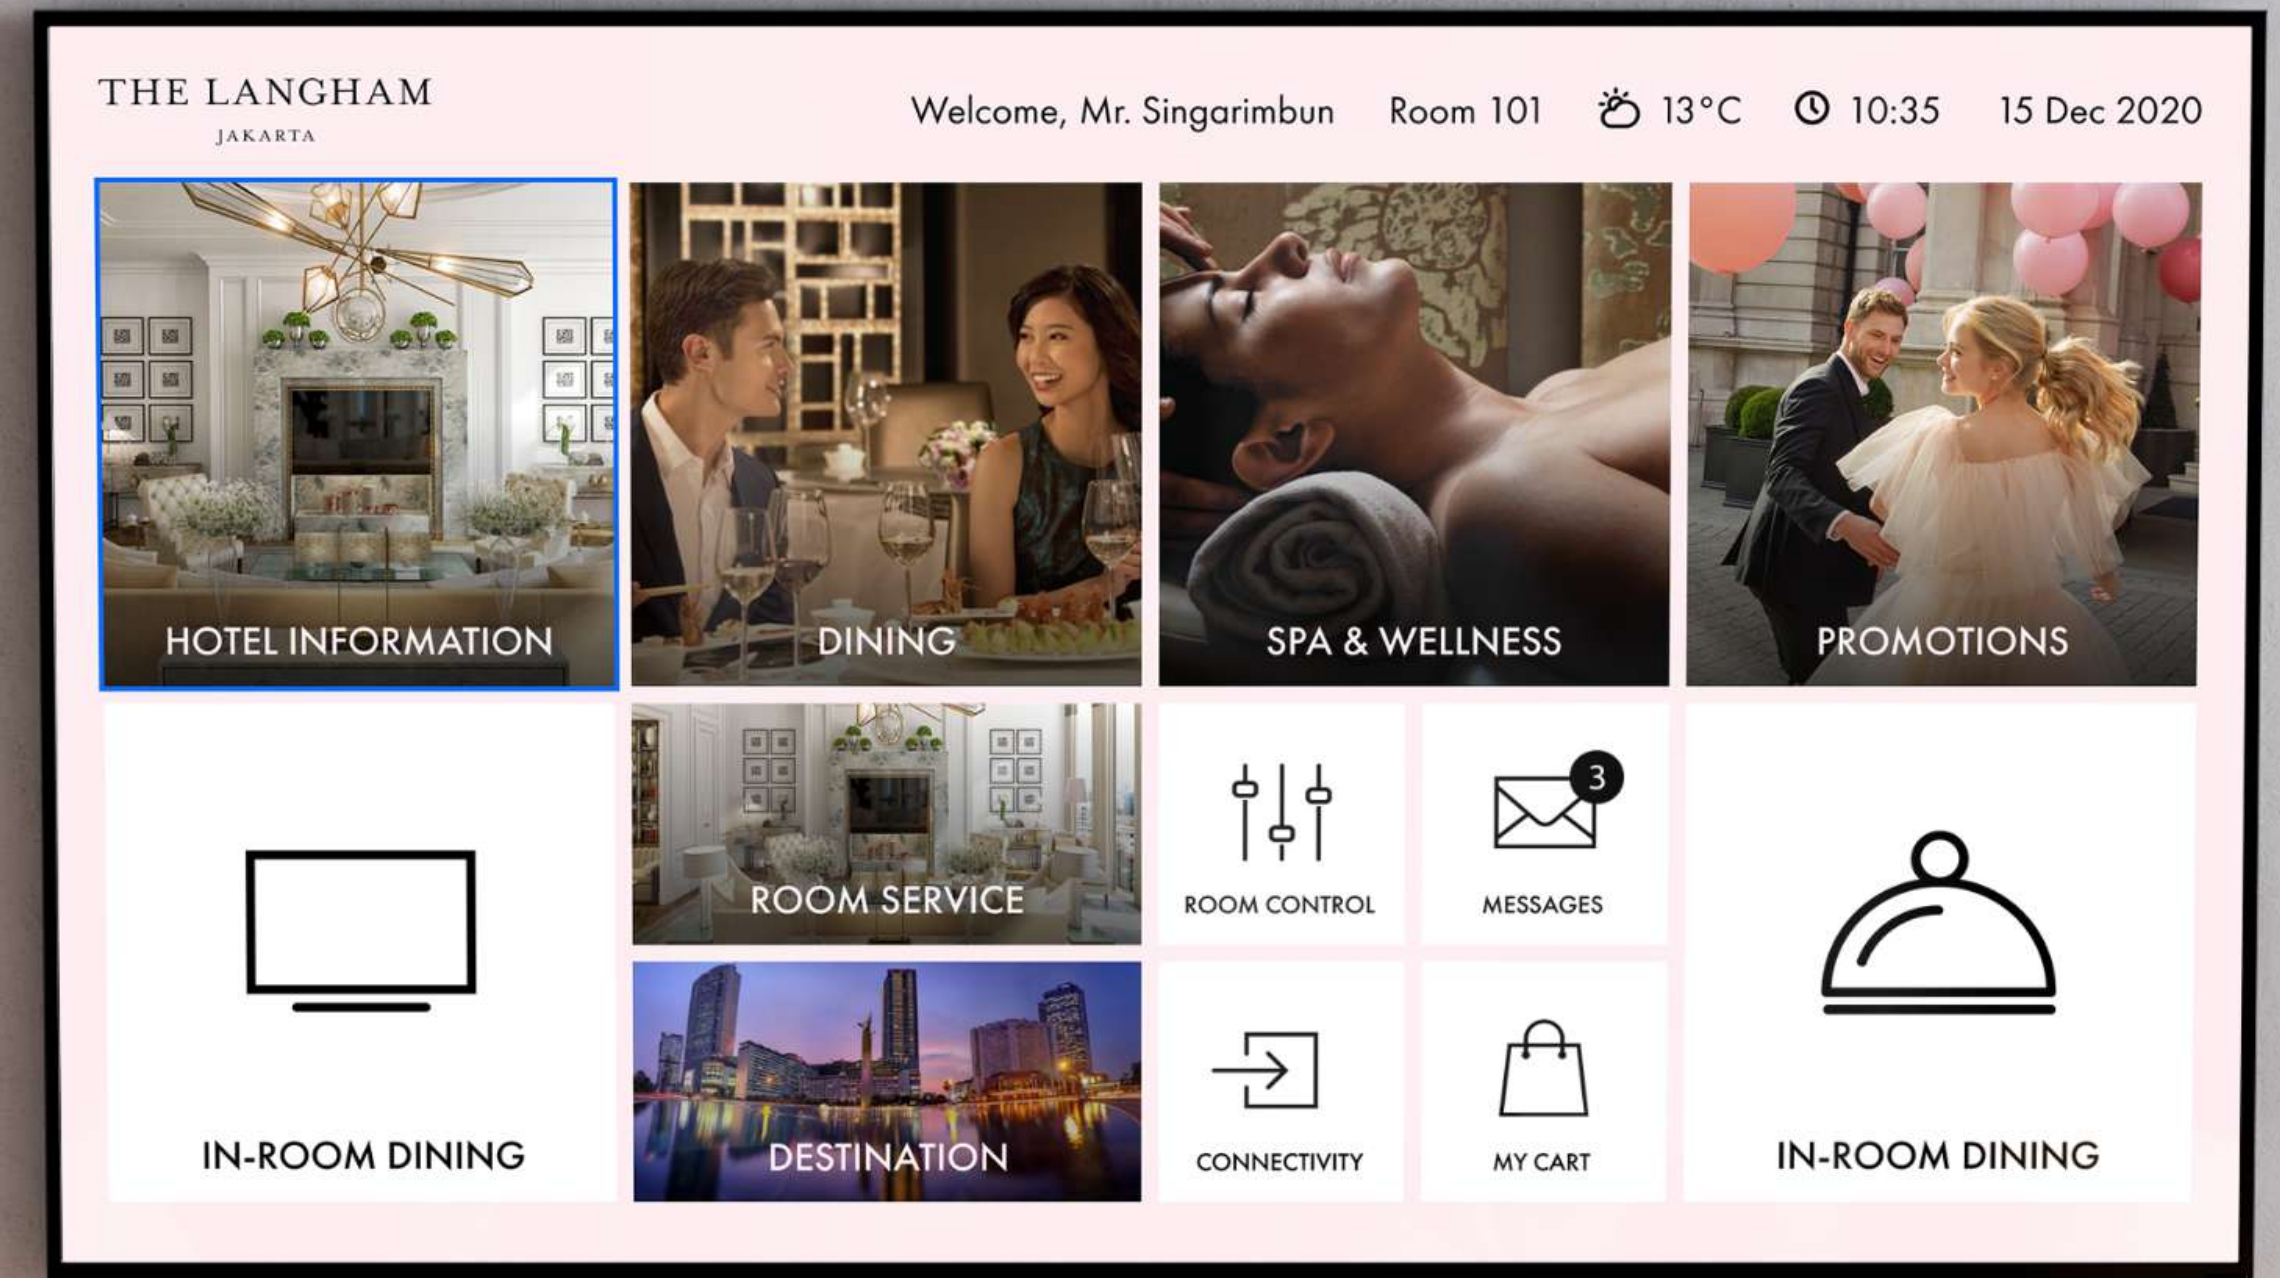 THE LANGHAM
JAKARTA
Welcome, Mr. Singarimbun Room 101 13°C 10:35 15 Dec 2020
HOTEL INFORMATION
DINING
SPA & WELLNESS
PROMOTIONS
IN-ROOM DINING
ROOM SERVICE
DESTINATION
ROOM CONTROL
3
MESSAGES
CONNECTIVITY
MY CART
IN-ROOM DINING